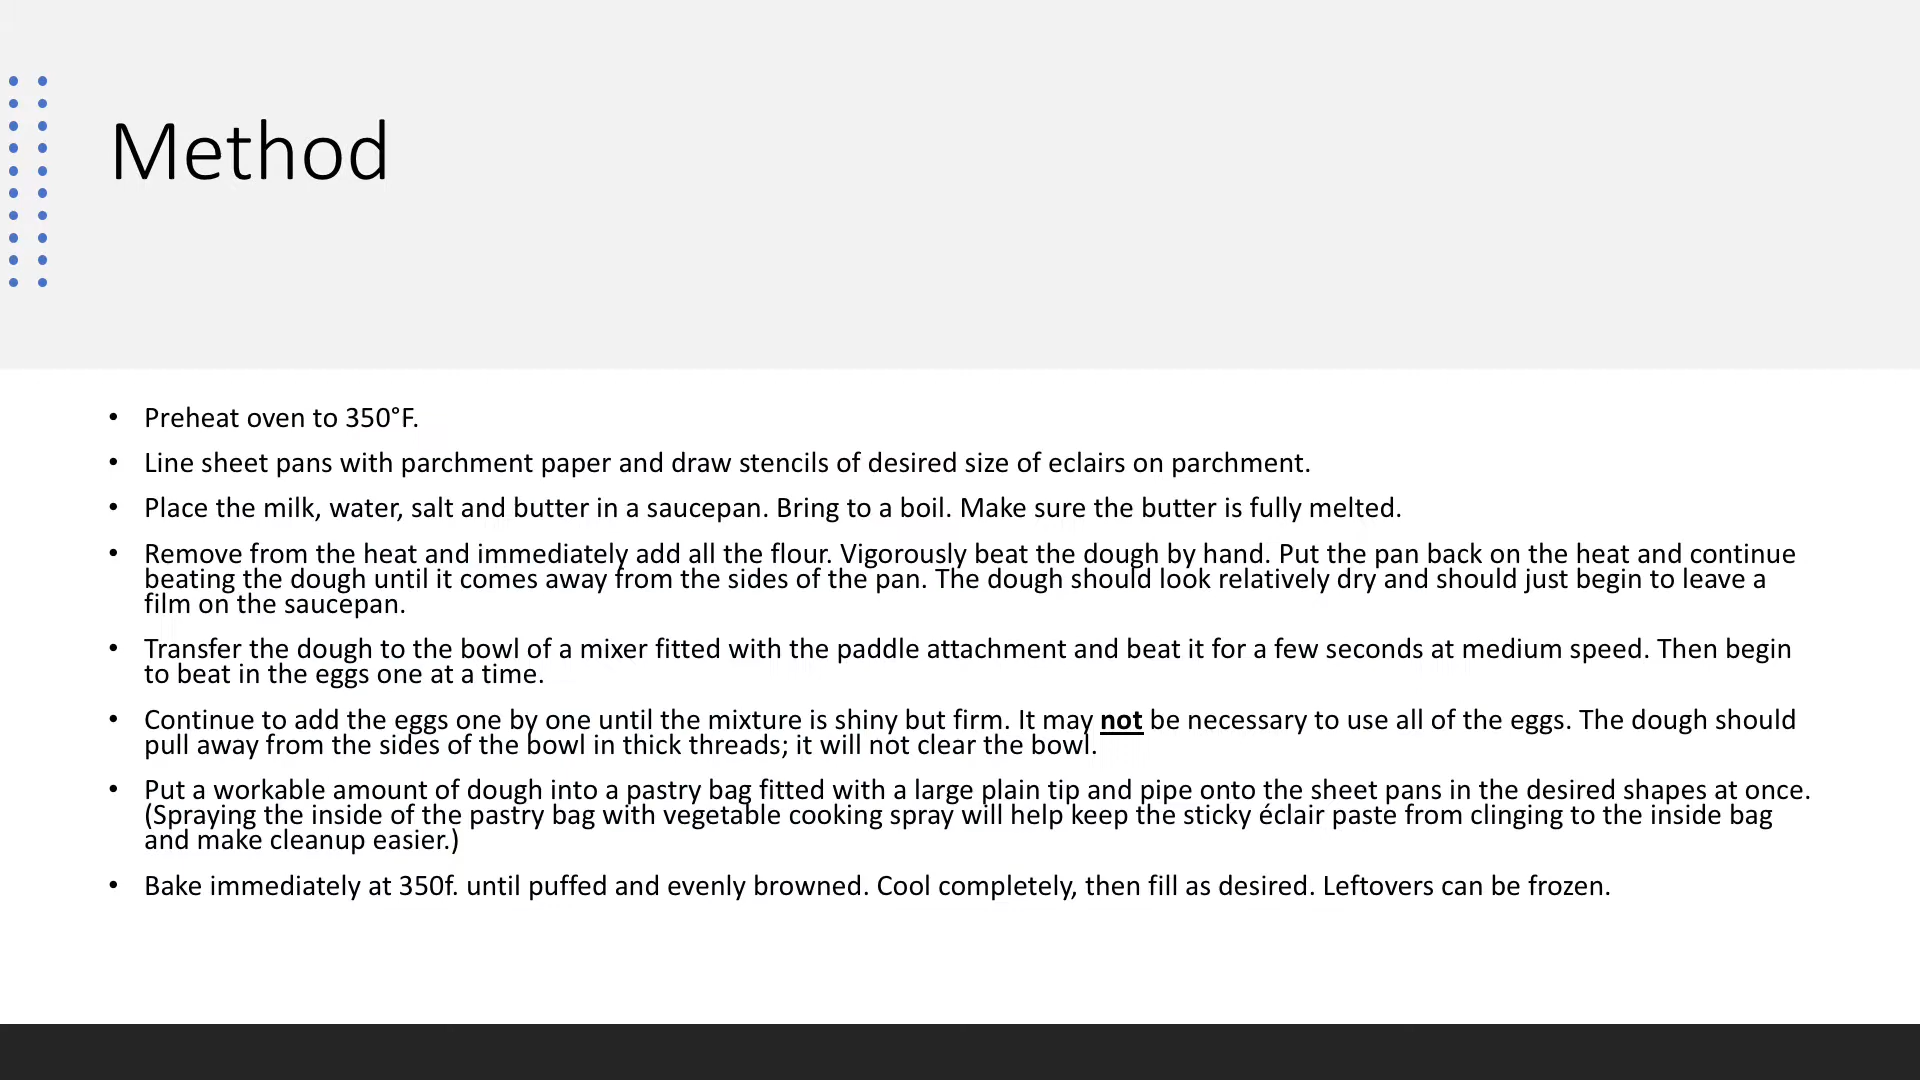 Method
• Preheat oven to 350°F.
• Line sheet pans with parchment paper and draw stencils of desired size of eclairs on parchment.
• Place the milk, water, salt and butter in a saucepan. Bring to a boil. Make sure the butter is fully melted.
• Remove from the heat and immediately add all the flour. Vigorously beat the dough by hand. Put the pan back on the heat and continue
beating the dough until it comes away from the sides of the pan. The dough should look relatively dry and should just begin to leave a
film on the saucepan.
• Transfer the dough to the bowl of a mixer fitted with the paddle attachment and beat it for a few seconds at medium speed. Then begin
to beat in the eggs one at a time.
• Continue to add the eggs one by one until the mixture is shiny but firm. It may not be necessary to use all of the eggs. The dough should
pull away from the sides of the bowl in thick threads; it will not clear the bowl.
• Put a workable amount of dough into a pastry bag fitted with a large plain tip and pipe onto the sheet pans in the desired shapes at once.
(Spraying the inside of the pastry bag with vegetable cooking spray will help keep the sticky éclair paste from clinging to the inside bag
and make cleanup easier.)
• Bake immediately at 350f. until puffed and evenly browned. Cool completely, then fill as desired. Leftovers can be frozen.